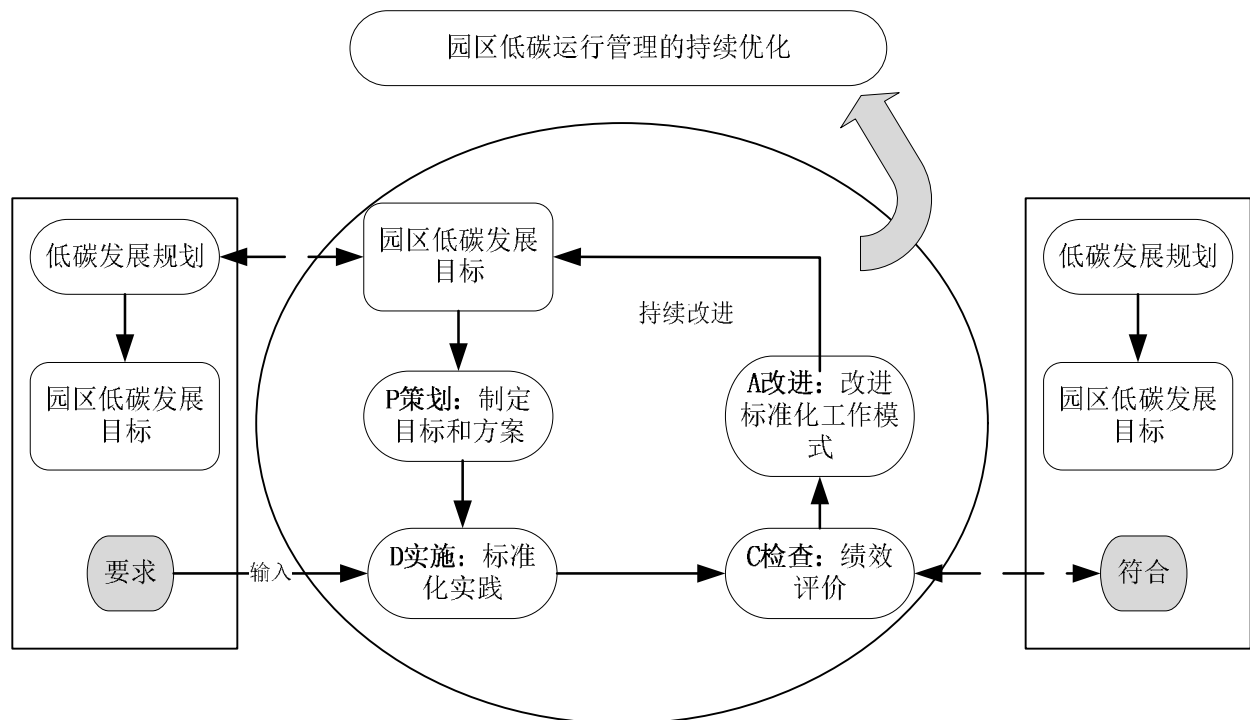 园区低碳运行管理的持续优化
低碳发展规划
园区低碳发展
目标
要求
输入
园区低碳发展
目标
P策划：制定
目标和方案
D实施：标准
化实践
持续改进
A改进：改进
标准化工作模
式
C检查：绩效
评价
低碳发展规划
园区低碳发展
目标
符合